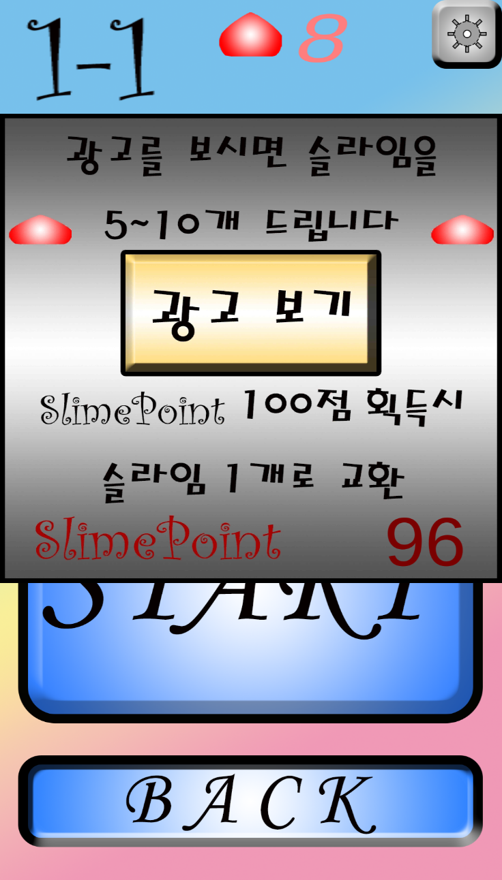 1-1
8
광고를 보시면 슬라임을
5~10개 드립니다
광고 보기
SlimePoint 100점 획득시
슬라임 1개로 교환
SlimePoint 96
START
BACK